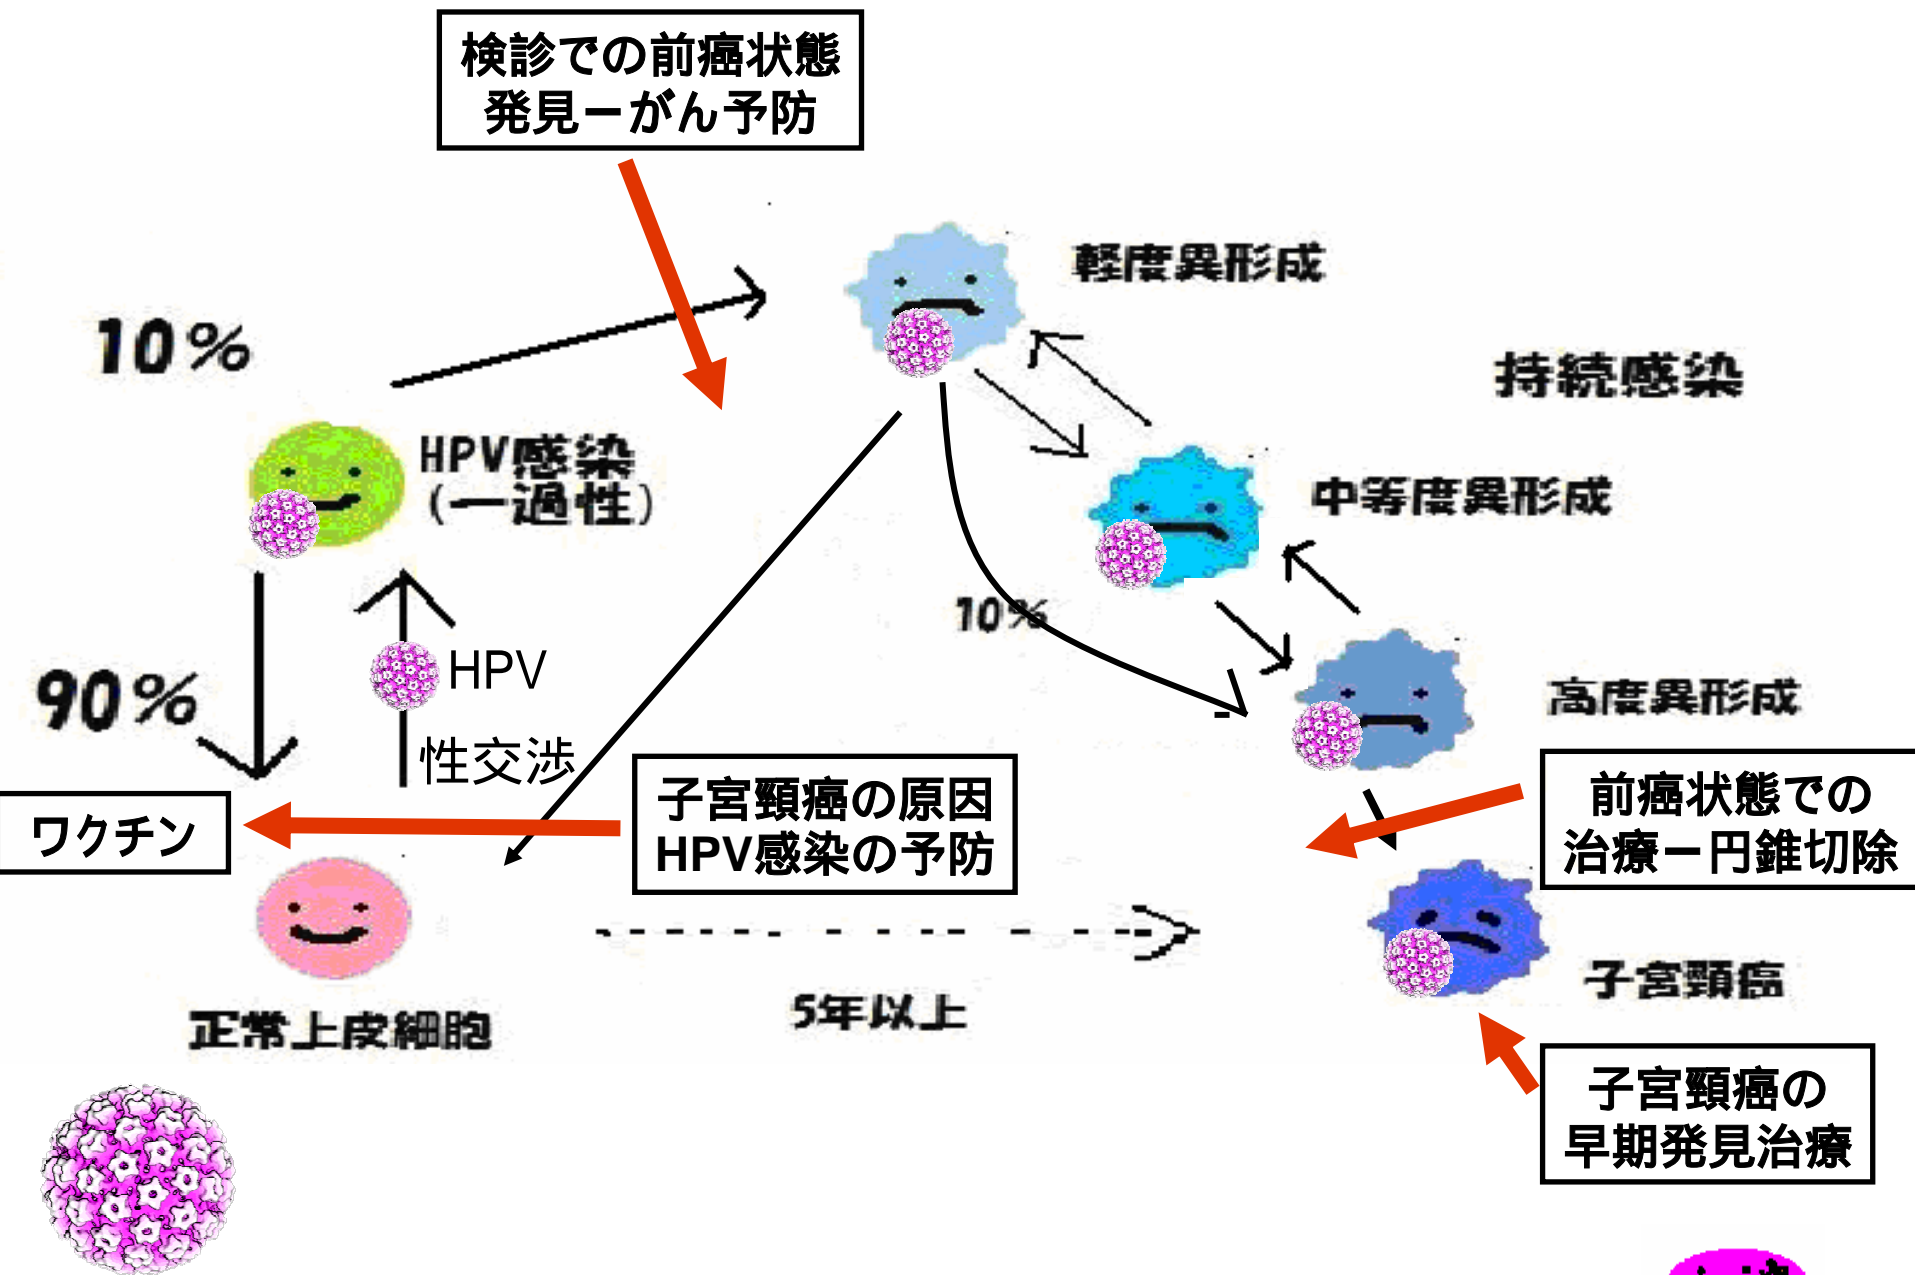 検診での前癌状態
発見ーがん予防
軽度異形成
10%
持続感染
HPV感染
(一過性)
中等度異形成
10%
HPV
90%
高度異形成
性交渉
子宮頸癌の原因
HPV感染の予防
前癌状態での
治療ー円錐切除
ワクチン
子宮頸癌
5年以上
正常上皮細胞
子宮頸癌の
早期発見治療